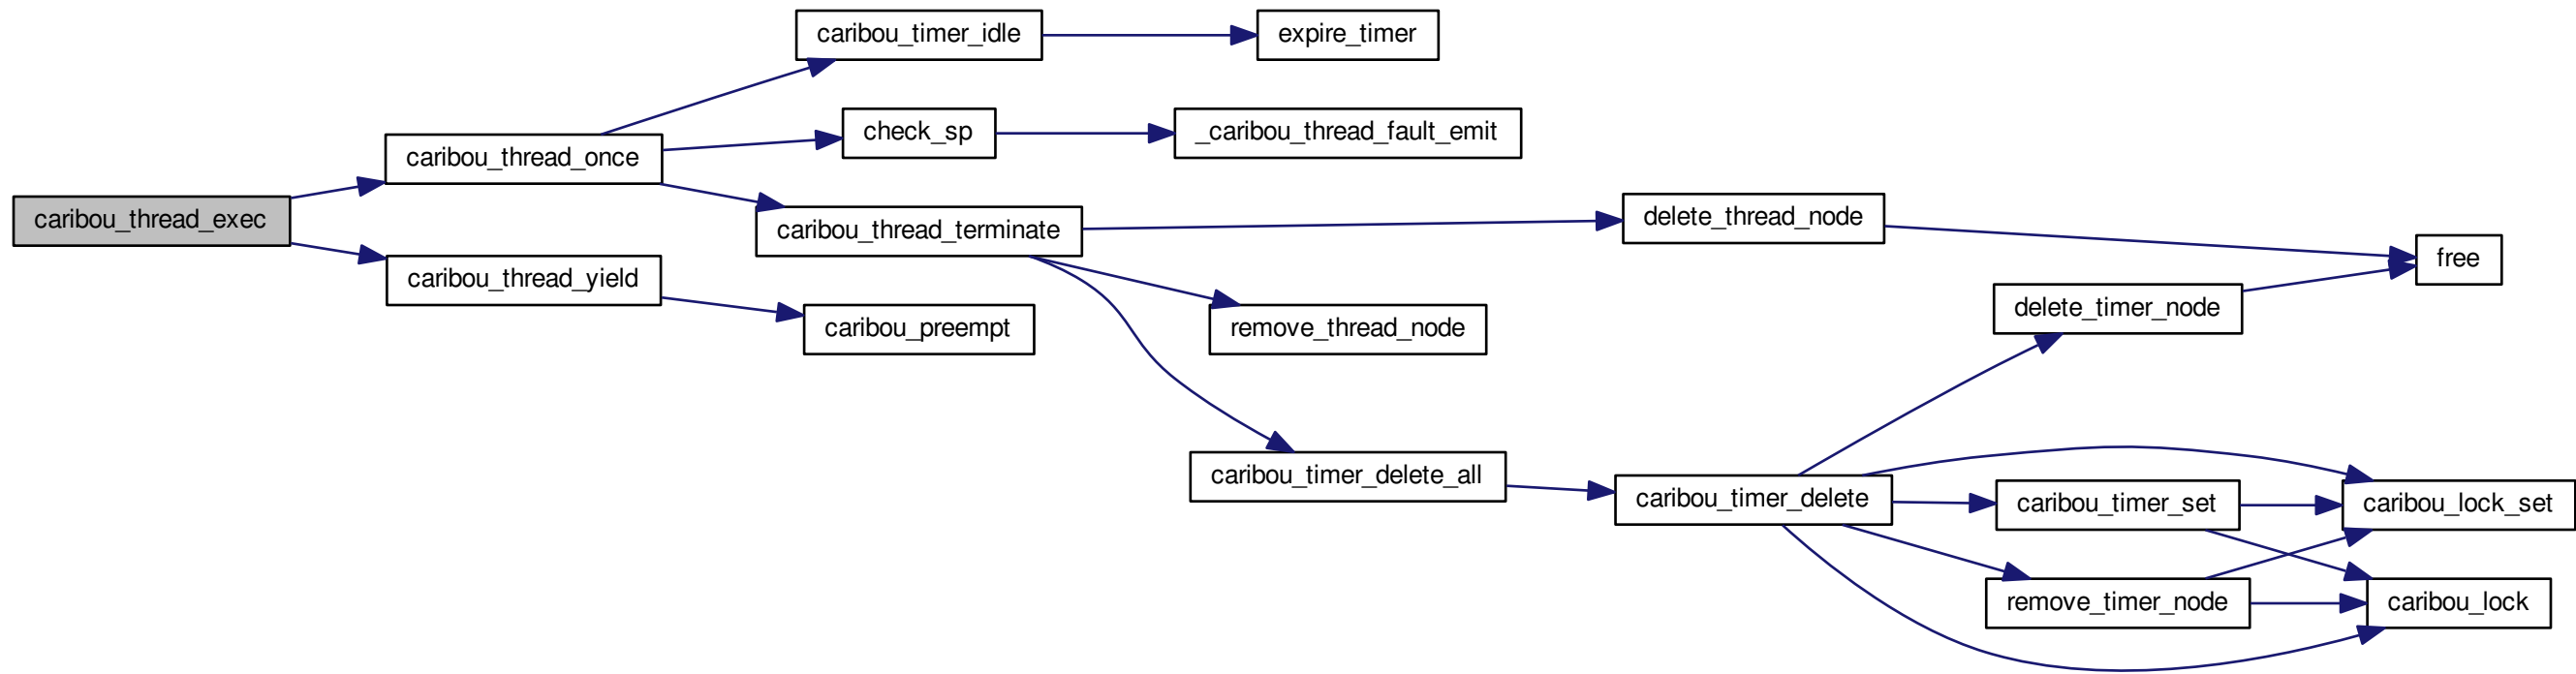 caribou_timer_idle
expire_timer
caribou_thread_once
check_sp
_caribou_thread_fault_emit
caribou_thread_exec
caribou_thread_terminate
delete_thread_node
free
caribou_thread_yield
caribou_preempt
remove_thread_node
delete_timer_node
caribou_timer_delete_all
caribou_timer_delete
caribou_timer_set
caribou_lock_set
remove_timer_node
caribou_lock